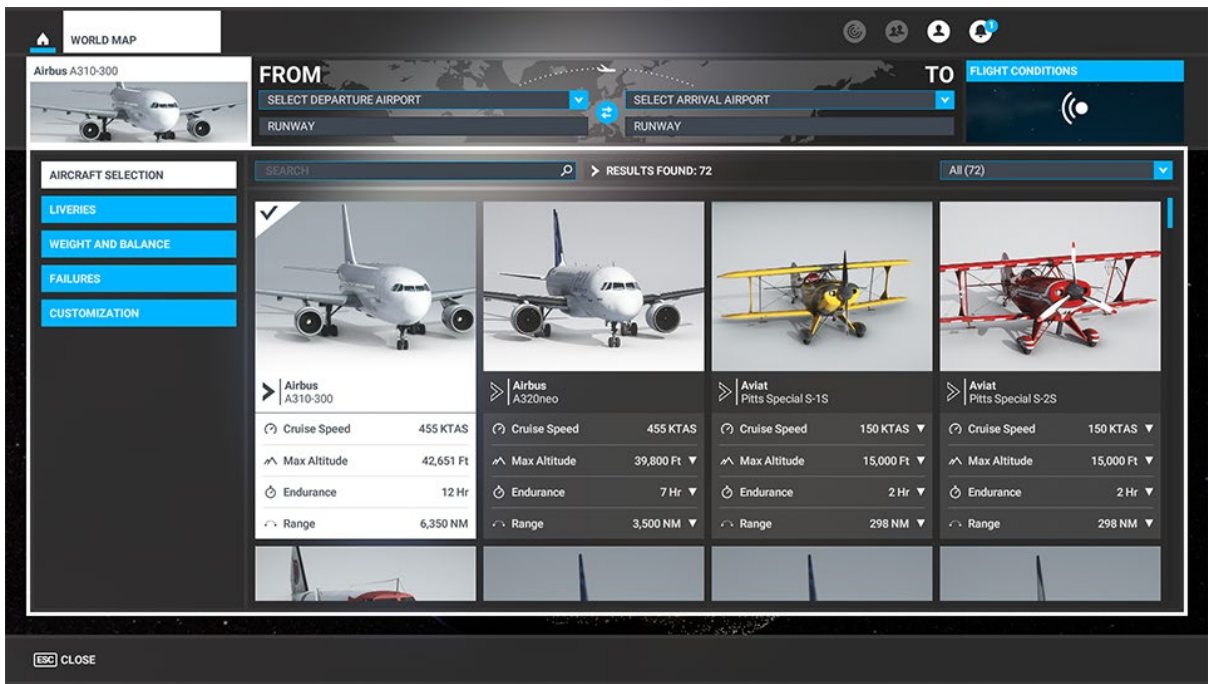 WORLD MAP
1
Airbus A310-300
FROM
TO
FLIGHT CONDITIONS
SELECT DEPARTURE AIRPORT
SELECT ARRIVAL AIRPORT
RUNWAY
RUNWAY
AIRCRAFT SELECTION
LIVERIES
WEIGHT AND BALANCE
FAILURES
CUSTOMIZATION
SEARCH
RESULTS FOUND: 72
All (72)
Airbus
A310-300
Cruise Speed 455 KTAS
Max Altitude 42,651 Ft
Endurance 12 Hr
Range 6,350 NM
Airbus
A320neo
Cruise Speed 455 KTAS
Max Altitude 39,800 Ft ▼
Endurance 7 Hr ▼
Range 3,500 NM ▼
Aviat
Pitts Special S-1S
Cruise Speed 150 KTAS ▼
Max Altitude 15,000 Ft ▼
Endurance 2 Hr ▼
Range 298 NM ▼
Aviat
Pitts Special S-2S
Cruise Speed 150 KTAS ▼
Max Altitude 15,000 Ft ▼
Endurance 2 Hr ▼
Range 298 NM ▼
ESC CLOSE